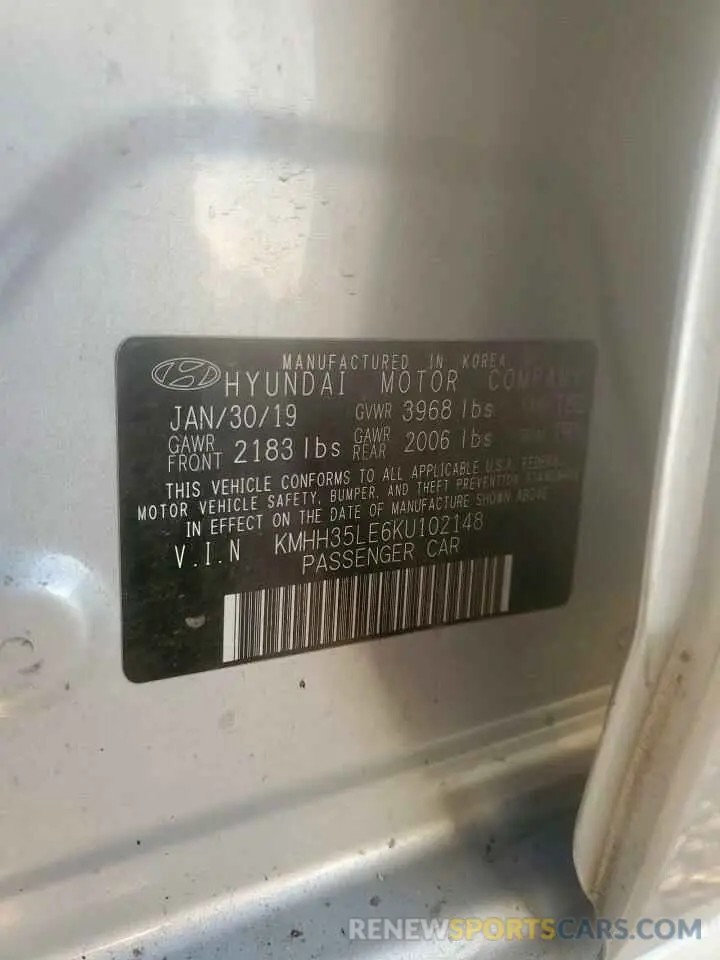 MANUFACTURED IN KOREA
HYUNDAI MOTOR COMPANY
JAN/30/19 GVWR 3968 lbs
GAWR FRONT 2183 lbs GAWR REAR 2006 lbs
THIS VEHICLE CONFORMS TO ALL APPLICABLE U.S.A. FEDERAL
MOTOR VEHICLE SAFETY, BUMPER, AND THEFT PREVENTION STANDARDS
IN EFFECT ON THE DATE OF MANUFACTURE SHOWN ABOVE
V.I.N KMHH35LE6KU102148
PASSENGER CAR
RENEWSPORTSCARS.COM